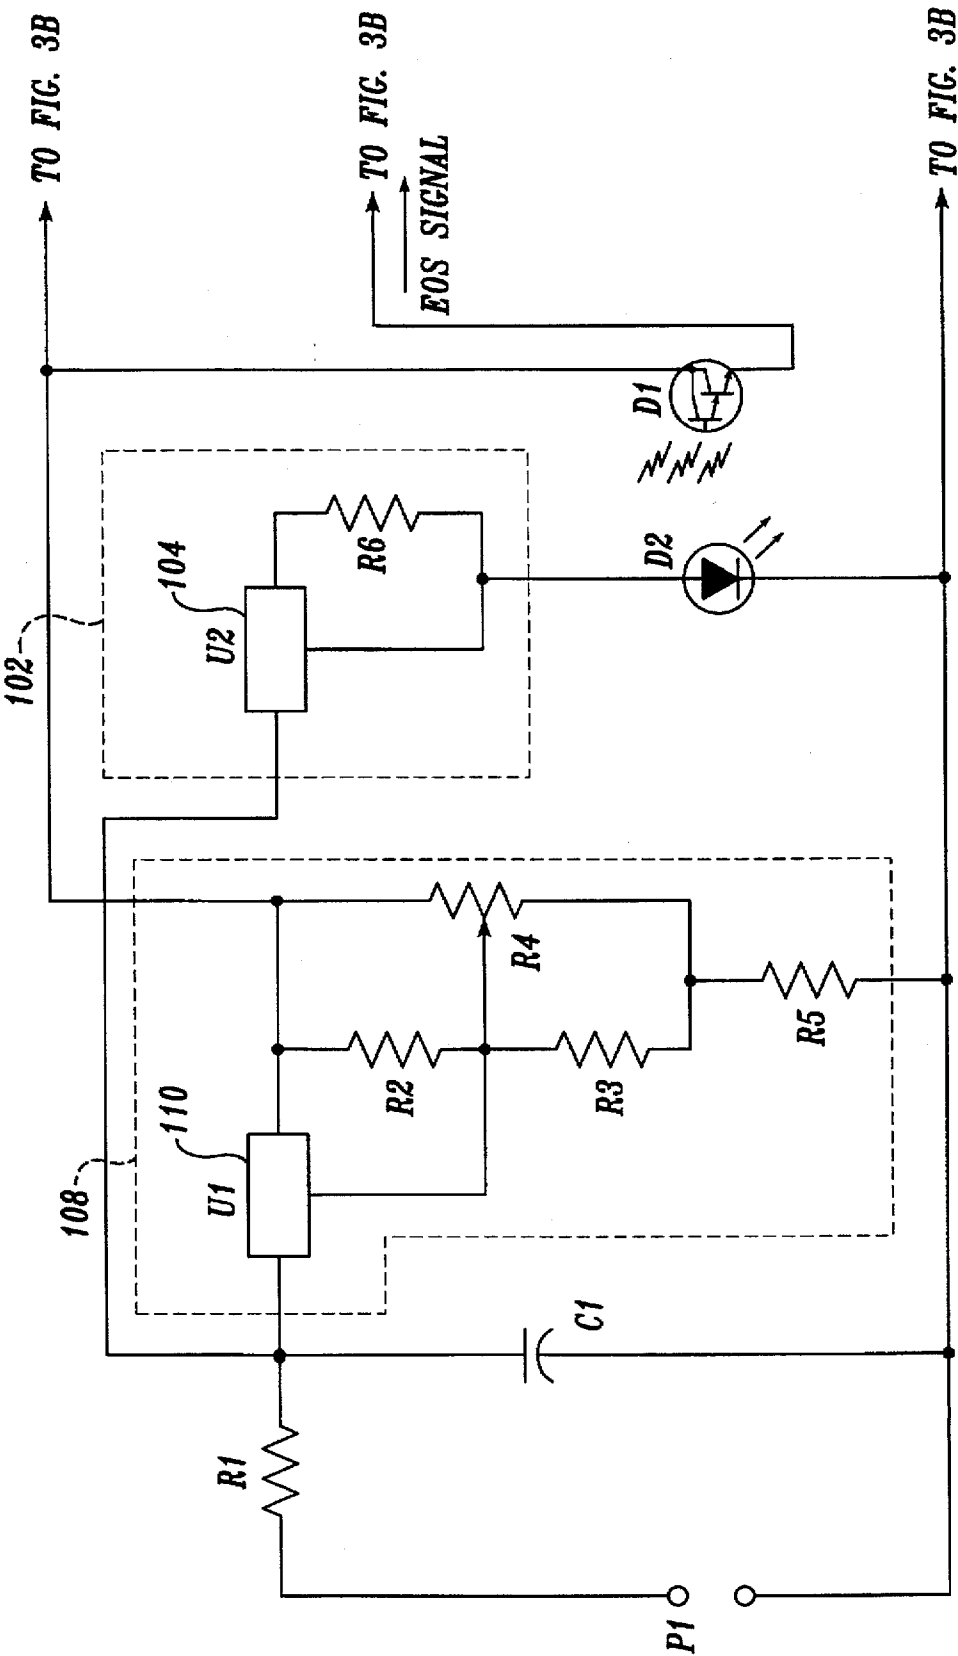 TO FIG. 3B
TO FIG. 3B
EOS SIGNAL
TO FIG. 3B
102
104
U2
R6
D2
D1
108
110
U1
R2
R4
R3
R5
R1
C1
P1